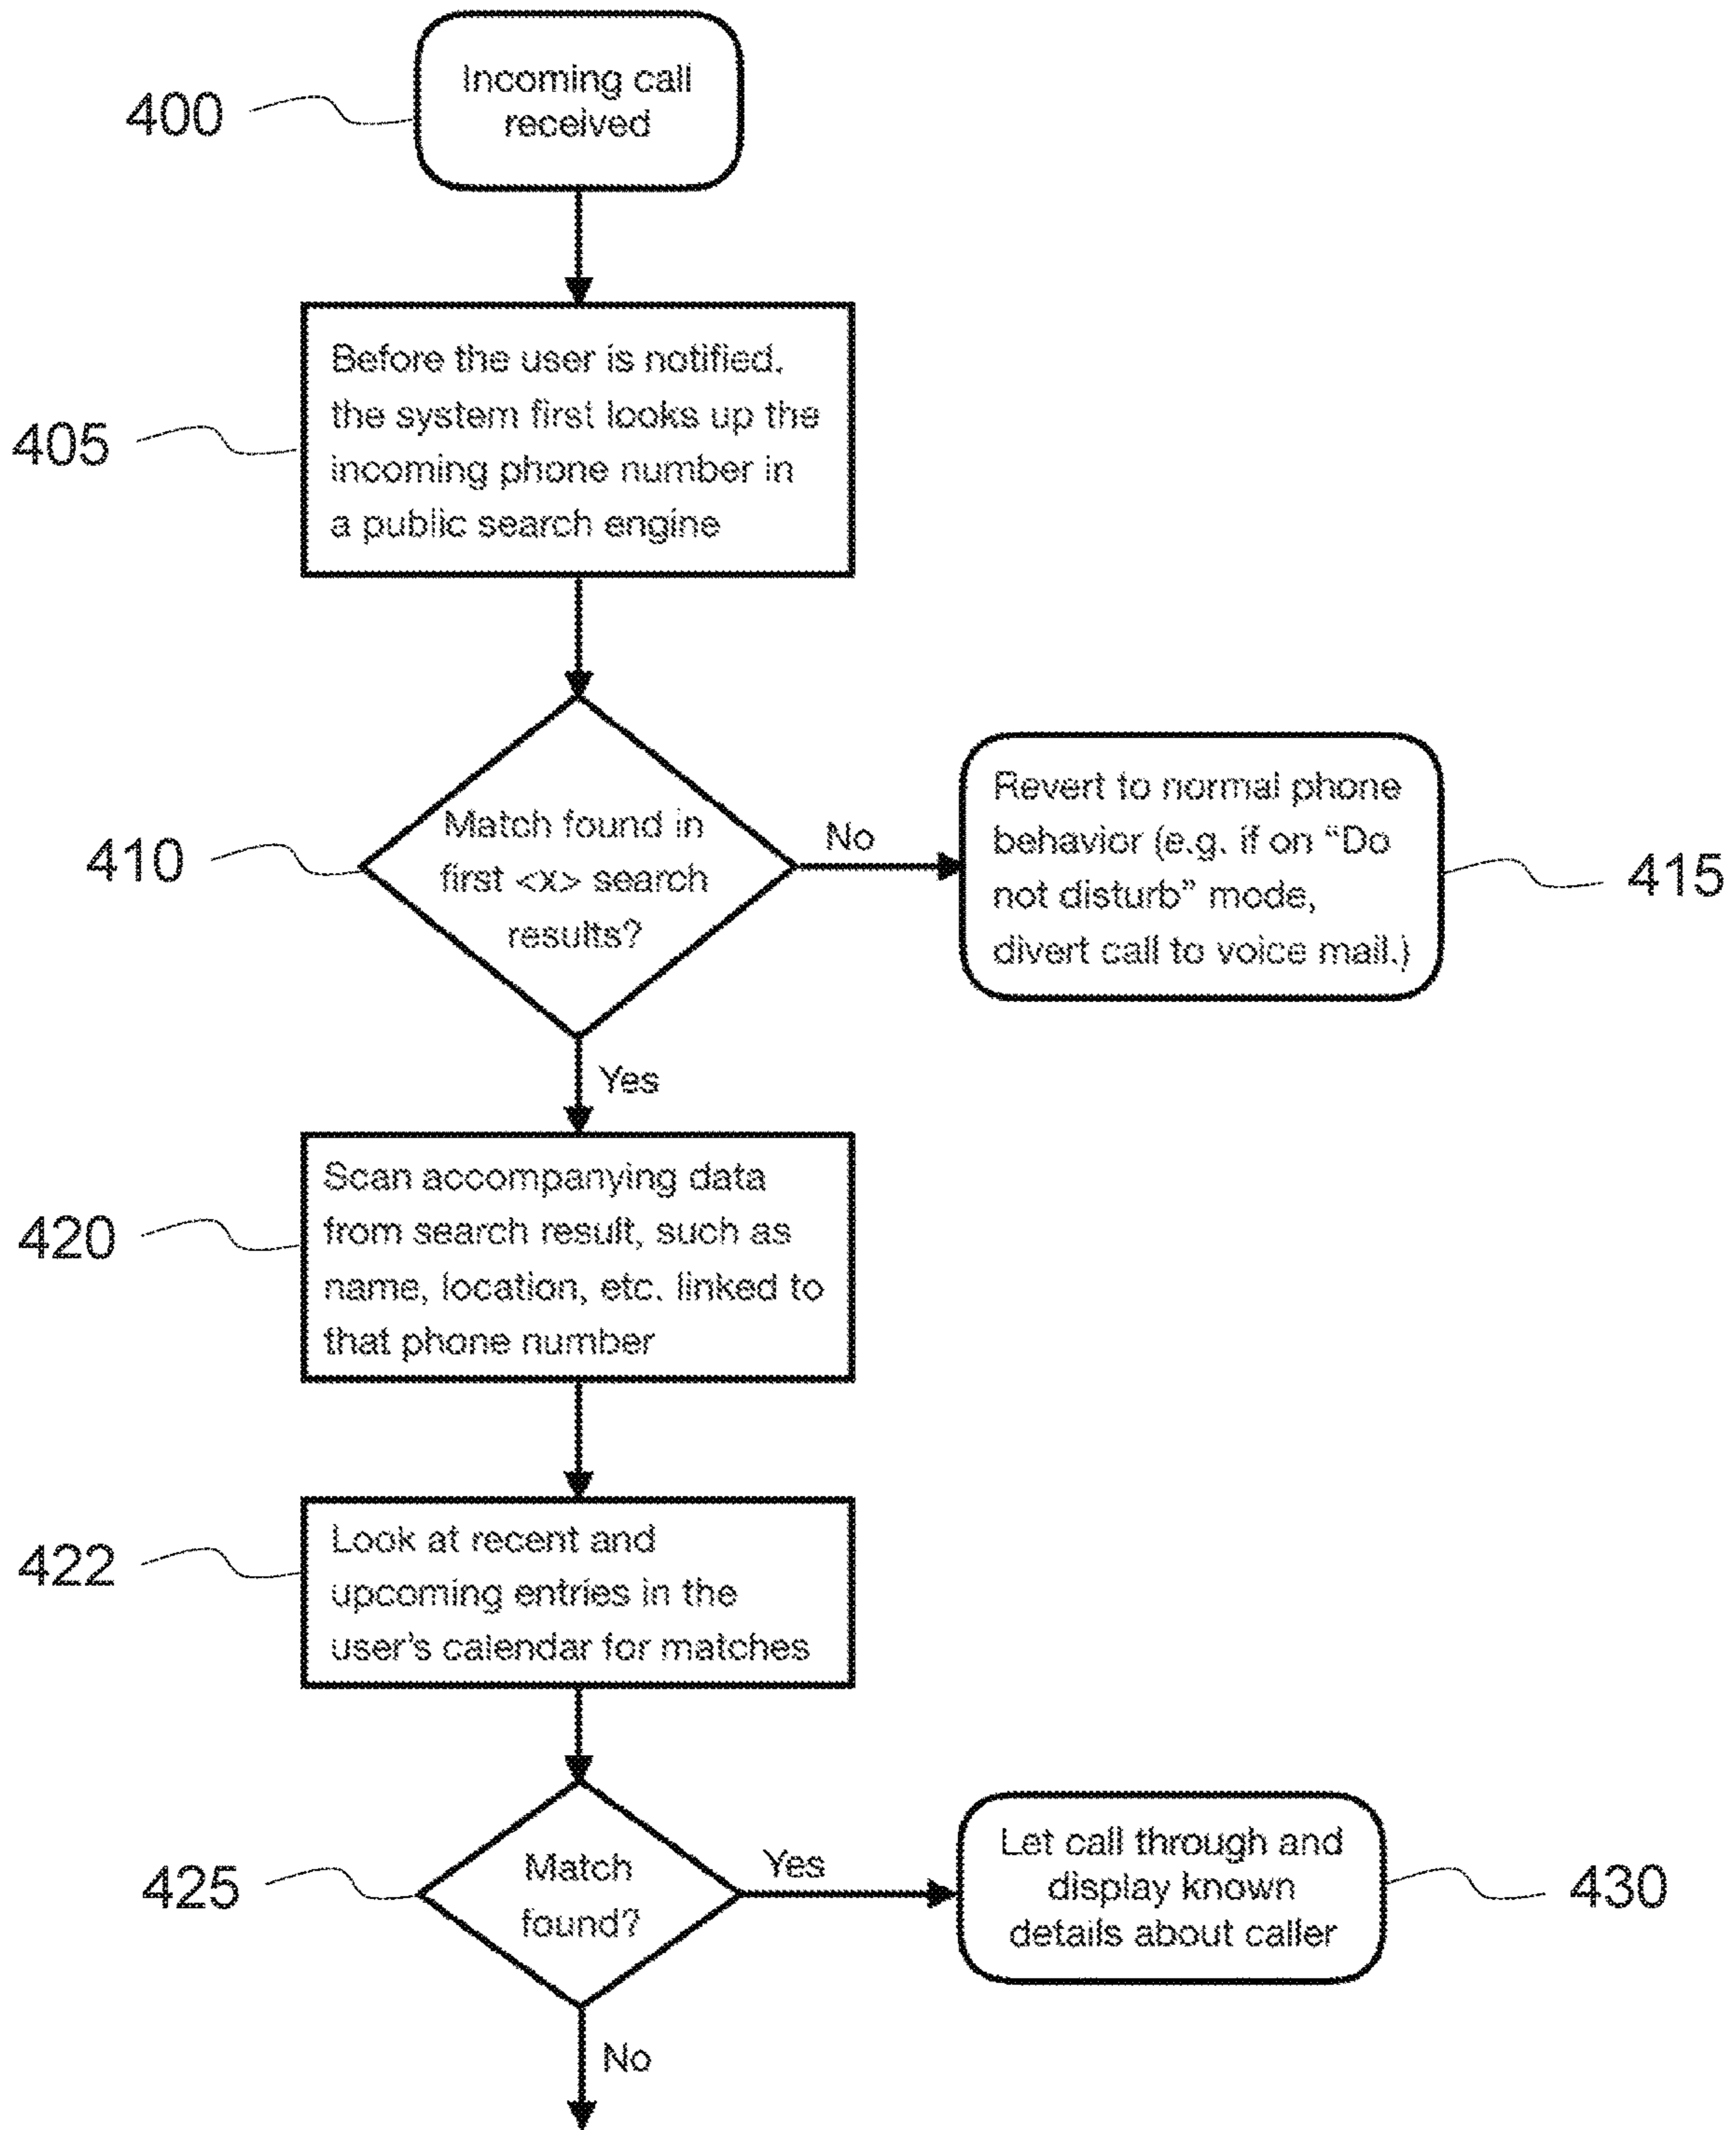 400
Incoming call
received
405
Before the user is notified.
the system first looks up the
incoming phone number in
a public search engine
410
Match found in
first <x> search
results?
No
Revert to normal phone
behavior (e.g. if on “Do
not disturb” mode,
divert call to voice mail.)
415
Yes
420
Scan accompanying data
from search result, such as
name, location, etc. linked to
that phone number
422
Look at recent and
upcoming entries in the
user’s calendar for matches
425
Match
found?
Yes
Let call through and
display known
details about caller
430
No